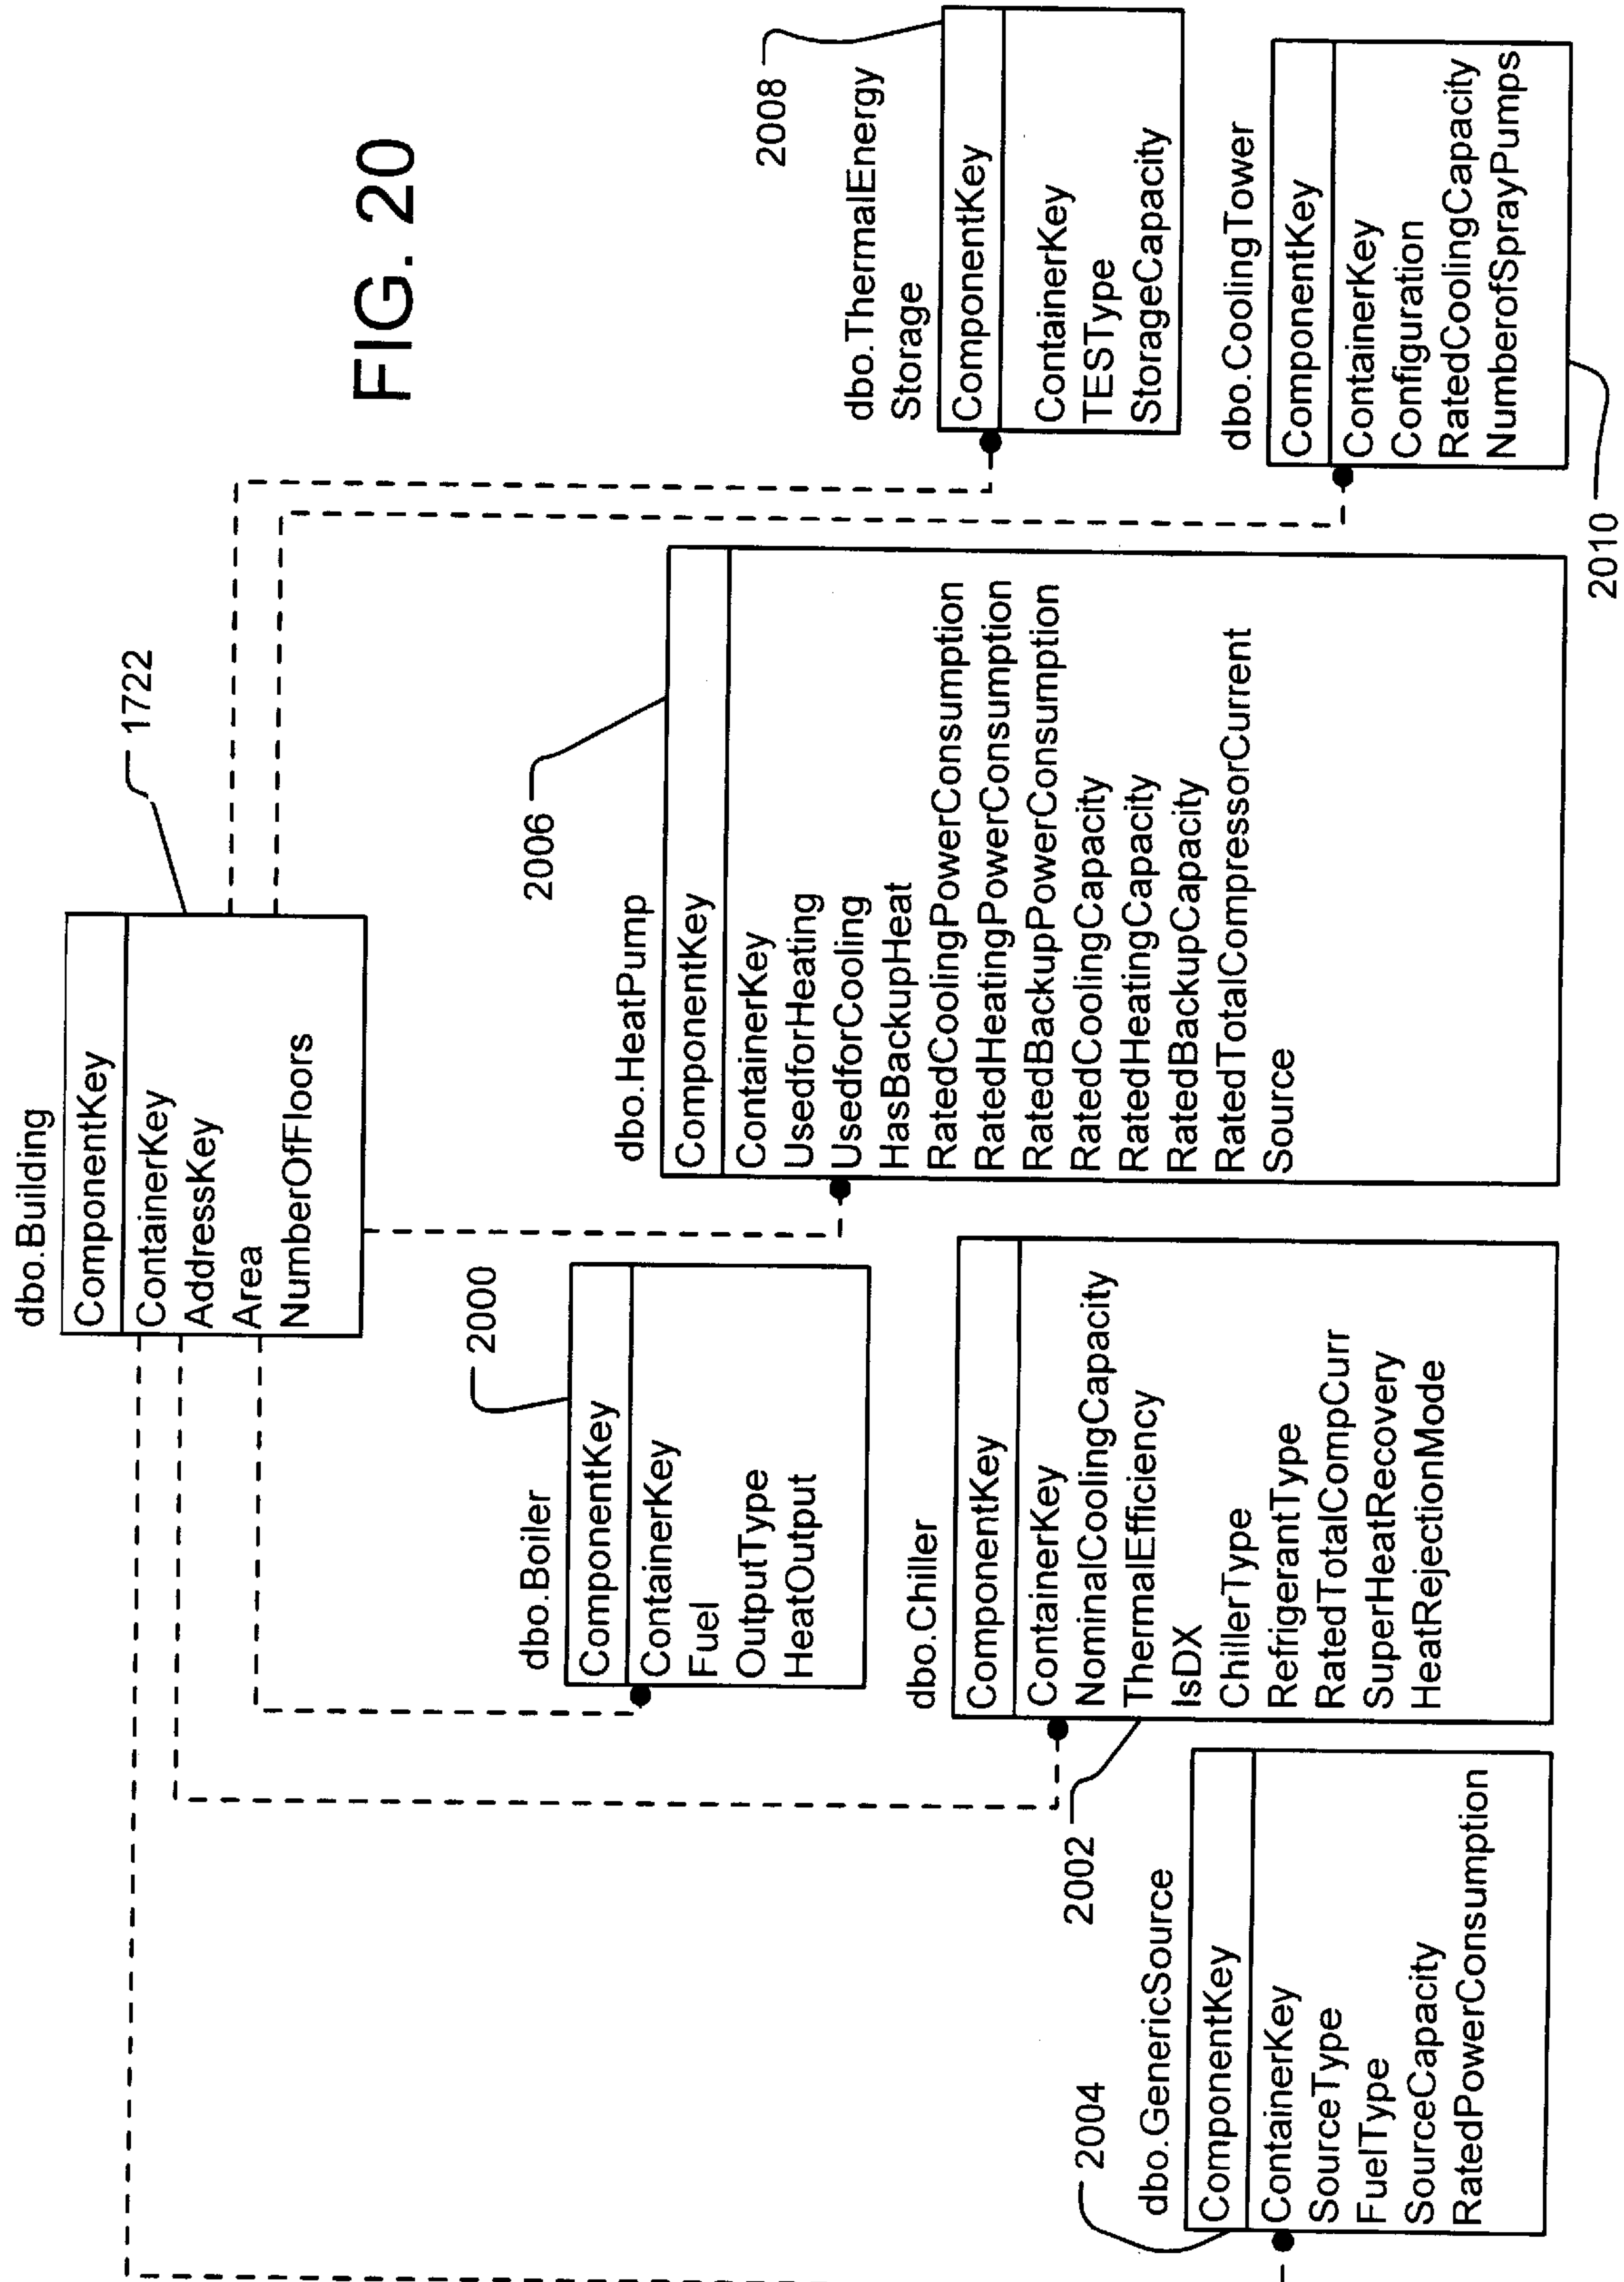 FIG. 20
dbo.Building
1722
ComponentKey
ContainerKey
AddressKey
Area
NumberOfFloors
dbo.Boiler
2000
ComponentKey
ContainerKey
Fuel
OutputType
HeatOutput
dbo.HeatPump
2006
ComponentKey
ContainerKey
UsedforHeating
UsedforCooling
HasBackupHeat
RatedCoolingPowerConsumption
RatedHeatingPowerConsumption
RatedBackupPowerConsumption
RatedCoolingCapacity
RatedHeatingCapacity
RatedBackupCapacity
RatedTotalCompressorCurrent
Source
dbo.ThermalEnergy
Storage
2008
ComponentKey
ContainerKey
TESType
StorageCapacity
dbo.Chiller
2002
ComponentKey
ContainerKey
NominalCoolingCapacity
ThermalEfficiency
IsDX
ChillerType
RefrigerantType
RatedTotalCompCurr
SuperHeatRecovery
HeatRejectionMode
dbo.GenericSource
2004
ComponentKey
ContainerKey
SourceType
FuelType
SourceCapacity
RatedPowerConsumption
dbo.CoolingTower
ComponentKey
ContainerKey
Configuration
RatedCoolingCapacity
NumberofSprayPumps
2010